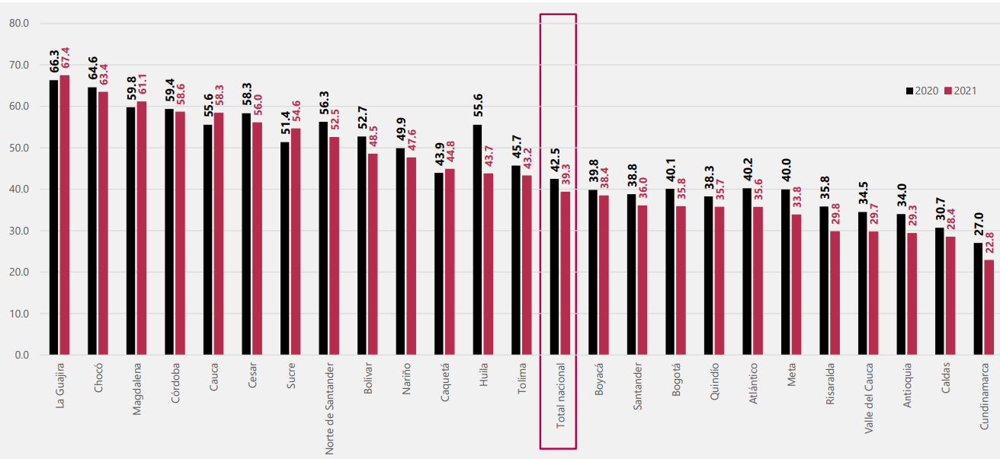 80.0
70.0
60.0
50.0
40.0
30.0
20.0
10.0
0.0
2020 2021
66.3 67.4
64.6 63.4
59.8 61.1
59.4 58.6
55.6 58.3
58.3 56.0
51.4 54.6
56.3 52.5
52.7 48.5
49.9 47.6
43.9 44.8
55.6 43.7
45.7 43.2
42.5 39.3
39.8 38.4
38.8 36.0
40.1 35.8
38.3 35.7
40.2 35.6
40.0 33.8
35.8 29.8
34.5 29.7
34.0 29.3
30.7 28.4
27.0 22.8
La Guajira
Chocó
Magdalena
Córdoba
Cauca
Cesar
Sucre
Norte de Santander
Bolívar
Nariño
Caquetá
Huila
Tolima
Total nacional
Boyacá
Santander
Bogotá
Quindío
Atlántico
Meta
Risaralda
Valle del Cauca
Antioquia
Caldas
Cundinamarca